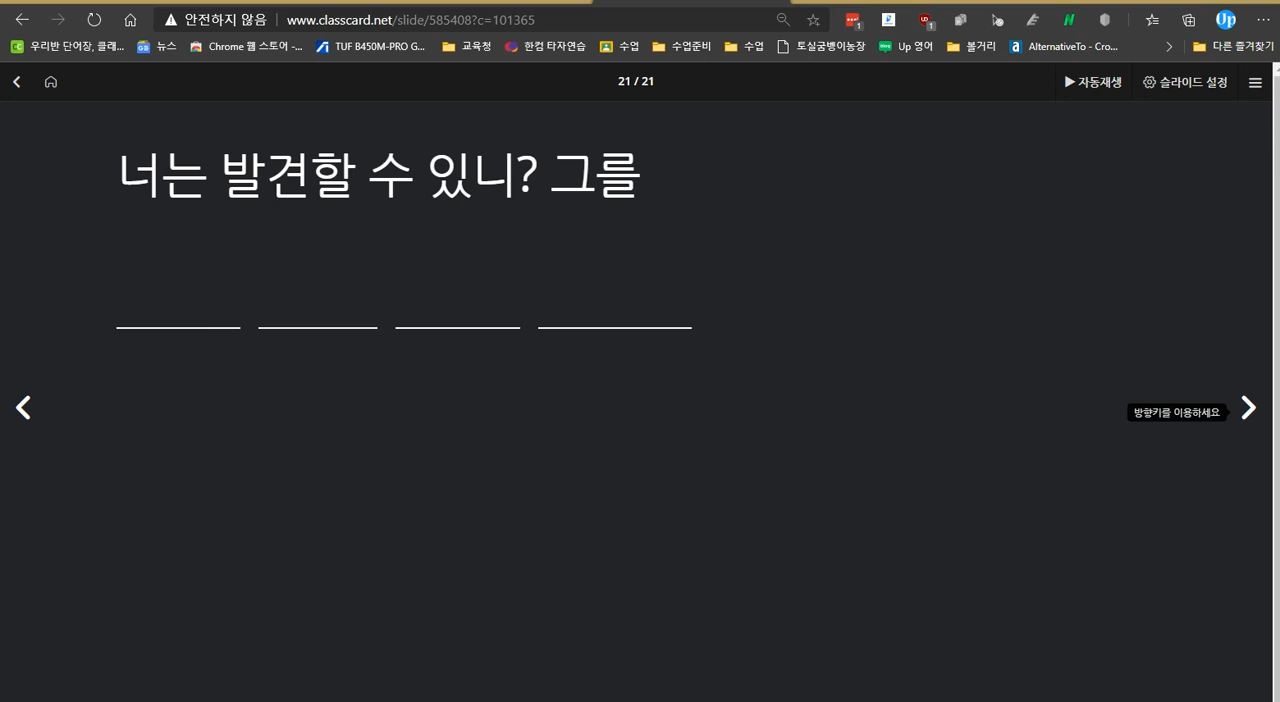 안전하지 않음 www.classcard.net/slide/585408?c=101365
우리반 단어장, 클래... 뉴스 Chrome 웹 스토어 -... TUF B450M-PRO G... 교육청 한컴 타자연습 수업 수업준비 수업 토실굼벵이농장 Up 영어 볼거리 AlternativeTo - Cro... 다른 즐겨찾기
21 / 21 자동재생 슬라이드 설정
너는 발견할 수 있니? 그를
방향키를 이용하세요